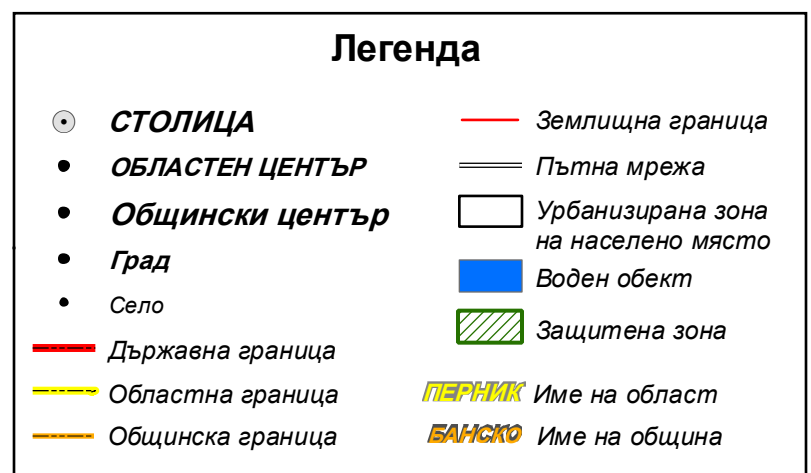 Легенда
СТОЛИЦА
ОБЛАСТЕН ЦЕНТЪР
Общински център
Град
Село
Държавна граница
Областна граница
Общинска граница
Землищна граница
Пътна мрежа
Урбанизирана зона
на населено място
Воден обект
Защитена зона
ПЕРНИК Име на област
БАНСКО Име на община